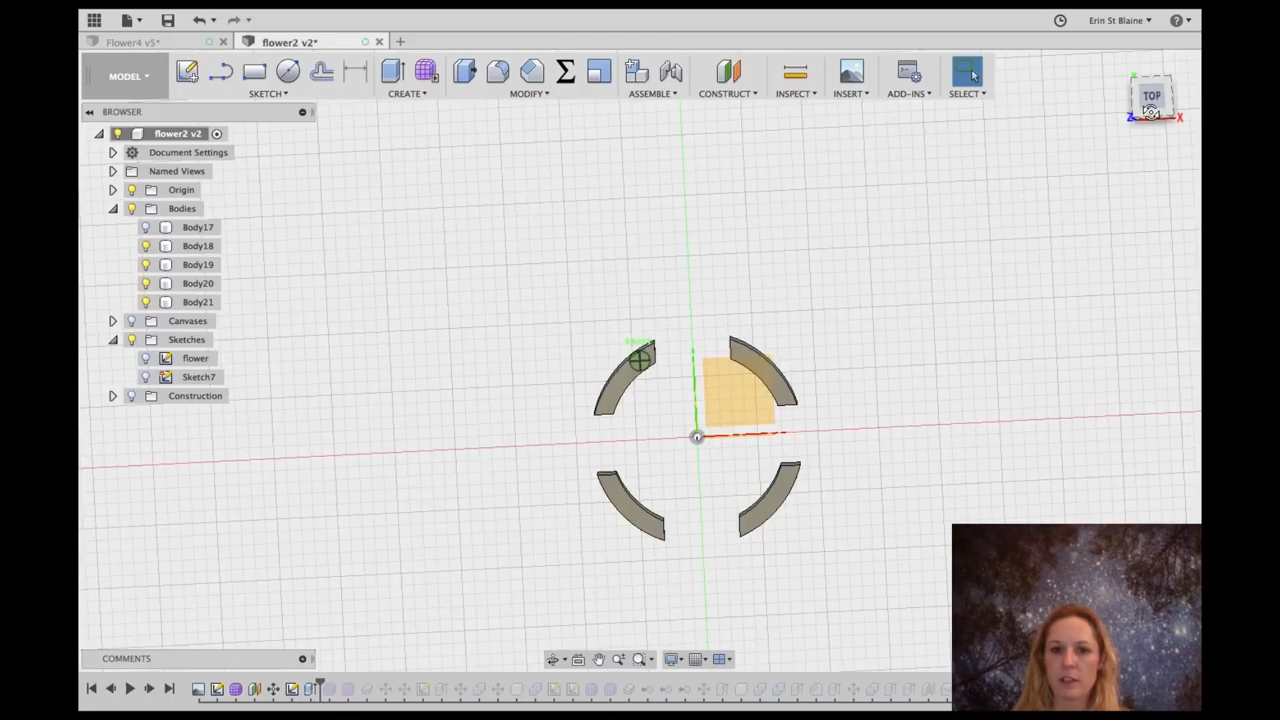 Erin St Blaine
Flower4 v5*
flower2 v2*
MODEL
SKETCH
CREATE
MODIFY
ASSEMBLE
CONSTRUCT
INSPECT
INSERT
ADD-INS
SELECT
BROWSER
TOP
Z
X
flower2 v2
Document Settings
Named Views
Origin
Bodies
Body17
Body18
Body19
Body20
Body21
Canvases
Sketches
flower
Sketch7
Construction
COMMENTS